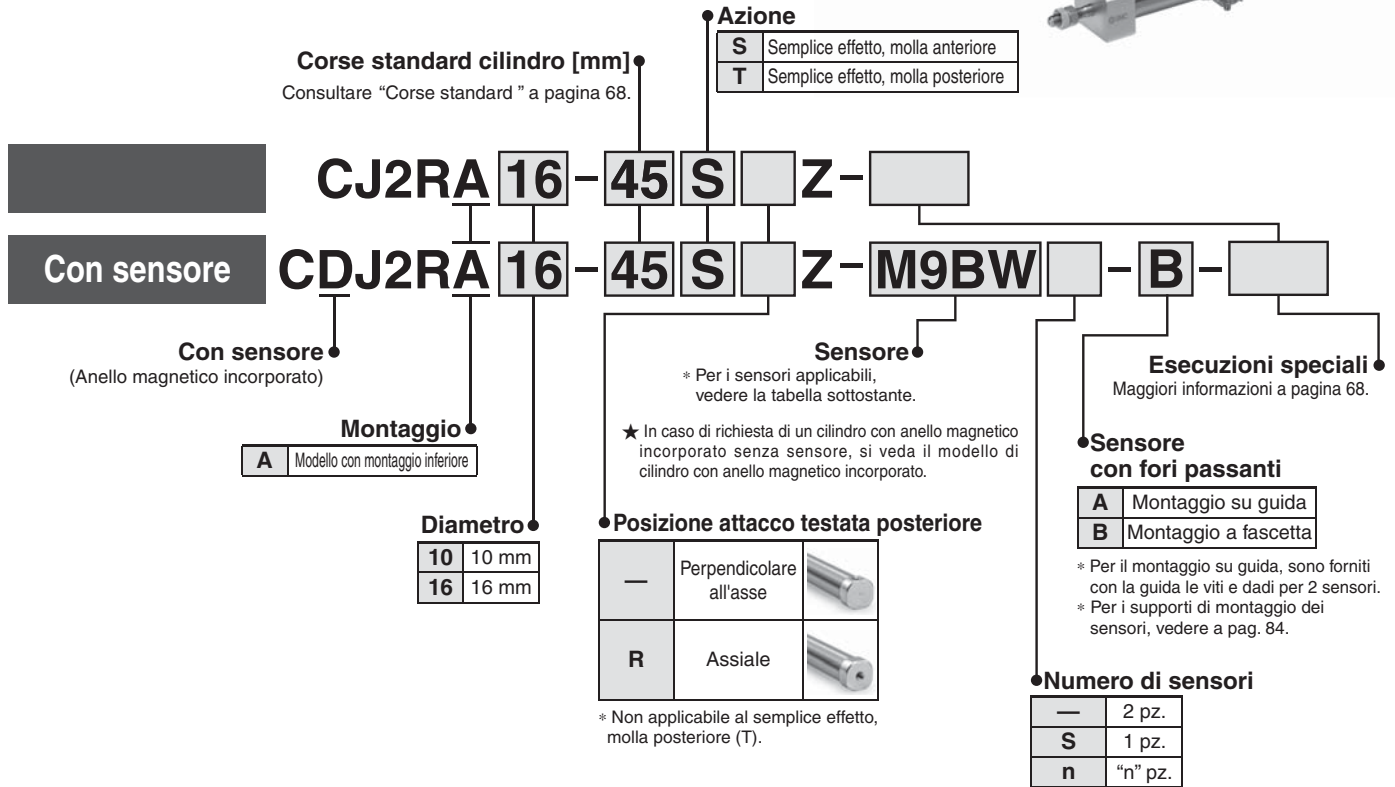 Azione
S Semplice effetto, molla anteriore
T Semplice effetto, molla posteriore
Corse standard cilindro [mm]
Consultare “Corse standard ” a pagina 68.
CJ2RA 16 - 45 S Z -
Con sensore CDJ2RA 16 - 45 S Z - M9BW - B -
Con sensore
(Anello magnetico incorporato)
Montaggio
A Modello con montaggio inferiore
Diametro
10 10 mm
16 16 mm
Sensore
* Per i sensori applicabili,
vedere la tabella sottostante.
★ In caso di richiesta di un cilindro con anello magnetico
incorporato senza sensore, si veda il modello di
cilindro con anello magnetico incorporato.
Posizione attacco testata posteriore
— Perpendicolare
all'asse
R Assiale
* Non applicabile al semplice effetto,
molla posteriore (T).
Esecuzioni speciali
Maggiori informazioni a pagina 68.
Sensore
con fori passanti
A Montaggio su guida
B Montaggio a fascetta
* Per il montaggio su guida, sono forniti
con la guida le viti e dadi per 2 sensori.
* Per i supporti di montaggio dei
sensori, vedere a pag. 84.
Numero di sensori
— 2 pz.
S 1 pz.
n “n” pz.